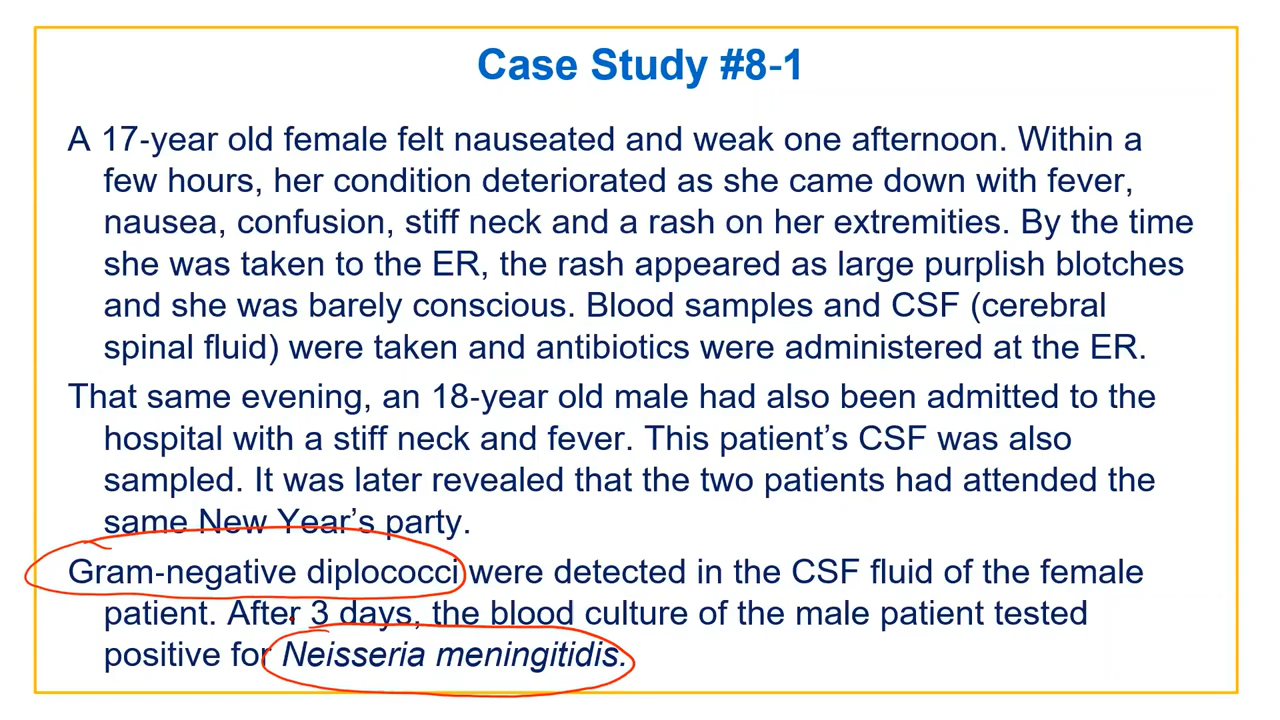 Case Study #8-1
A 17-year old female felt nauseated and weak one afternoon. Within a
few hours, her condition deteriorated as she came down with fever,
nausea, confusion, stiff neck and a rash on her extremities. By the time
she was taken to the ER, the rash appeared as large purplish blotches
and she was barely conscious. Blood samples and CSF (cerebral
spinal fluid) were taken and antibiotics were administered at the ER.
That same evening, an 18-year old male had also been admitted to the
hospital with a stiff neck and fever. This patient’s CSF was also
sampled. It was later revealed that the two patients had attended the
same New Year’s party.
Gram-negative diplococci were detected in the CSF fluid of the female
patient. After 3 days, the blood culture of the male patient tested
positive for Neisseria meningitidis.